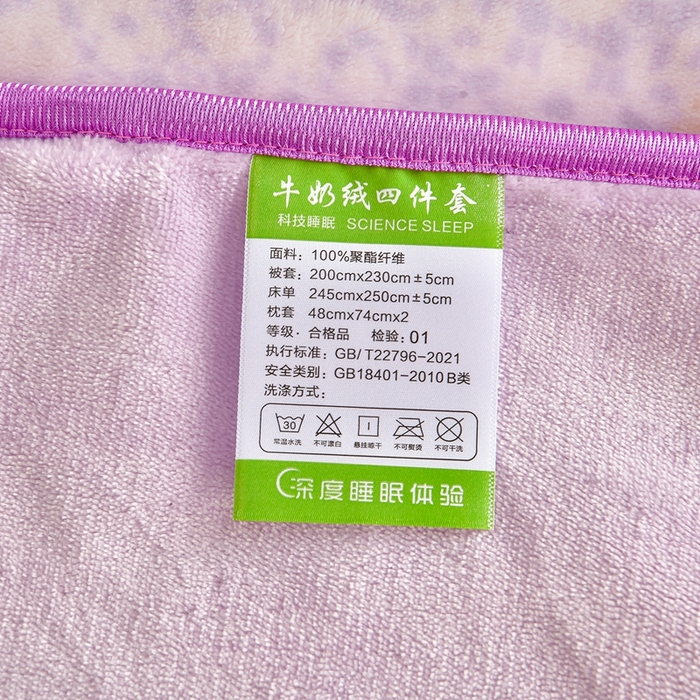 牛奶绒四件套
科技睡眠 SCIENCE SLEEP
面料：100%聚酯纤维
被套：200cmx230cm±5cm
床单 245cmx250cm±5cm
枕套 48cmx74cmx2
等级．合格品 检验：01
执行标准：GB/T22796-2021
安全类别：GB18401-2010 B类
洗涤方式：
30
常温水洗 不可漂白 悬挂晾干 不可熨烫 不可干洗
深度睡眠体验